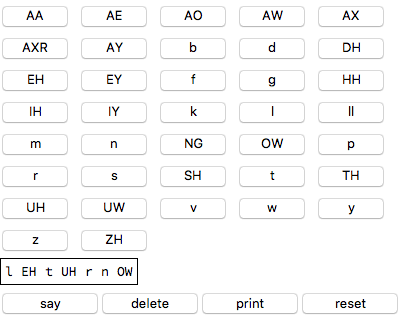 AA AE AO AW AX
AXR AY b d DH
EH EY f g HH
IH IY k l ll
m n NG OW p
r s SH t TH
UH UW v w y
z ZH
l EH t UH r n OW
say delete print reset